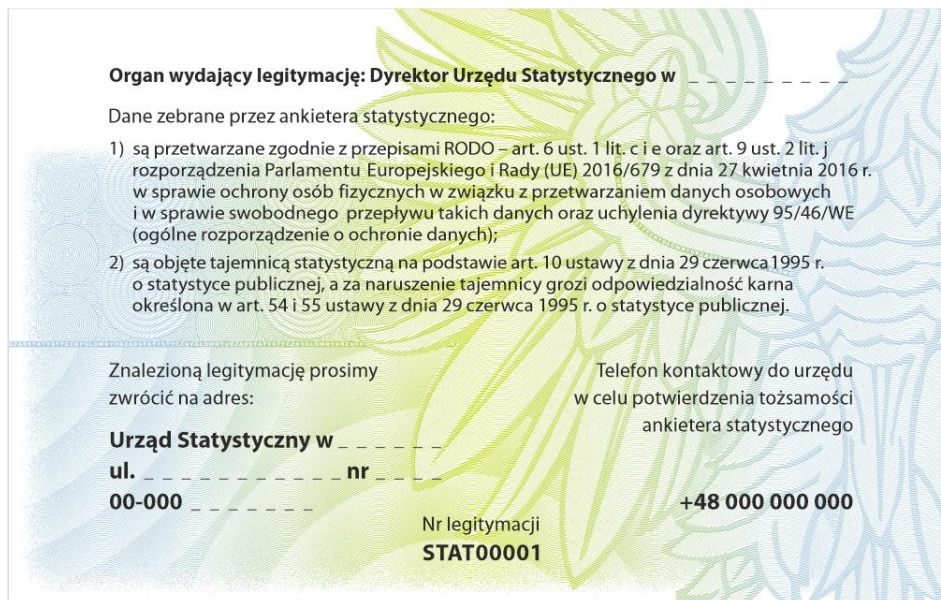 Organ wydający legitymację: Dyrektor Urzędu Statystycznego w _ _ _ _ _ _ _ _ _
Dane zebrane przez ankietera statystycznego:
1) są przetwarzane zgodnie z przepisami RODO – art. 6 ust. 1 lit. c i e oraz art. 9 ust. 2 lit. j
rozporządzenia Parlamentu Europejskiego i Rady (UE) 2016/679 z dnia 27 kwietnia 2016 r.
w sprawie ochrony osób fizycznych w związku z przetwarzaniem danych osobowych
i w sprawie swobodnego przepływu takich danych oraz uchylenia dyrektywy 95/46/WE
(ogólne rozporządzenie o ochronie danych);
2) są objęte tajemnicą statystyczną na podstawie art. 10 ustawy z dnia 29 czerwca 1995 r.
o statystyce publicznej, a za naruszenie tajemnicy grozi odpowiedzialność karna
określona w art. 54 i 55 ustawy z dnia 29 czerwca 1995 r. o statystyce publicznej.
Znalezioną legitymację prosimy
zwrócić na adres:
Urząd Statystyczny w _ _ _ _ _ _
ul. _ _ _ _ _ _ _ _ _ _ _ nr _ _ _ _
00-000 _ _ _ _ _ _ _
Telefon kontaktowy do urzędu
w celu potwierdzenia tożsamości
ankietera statystycznego
+48 000 000 000
Nr legitymacji
STAT00001